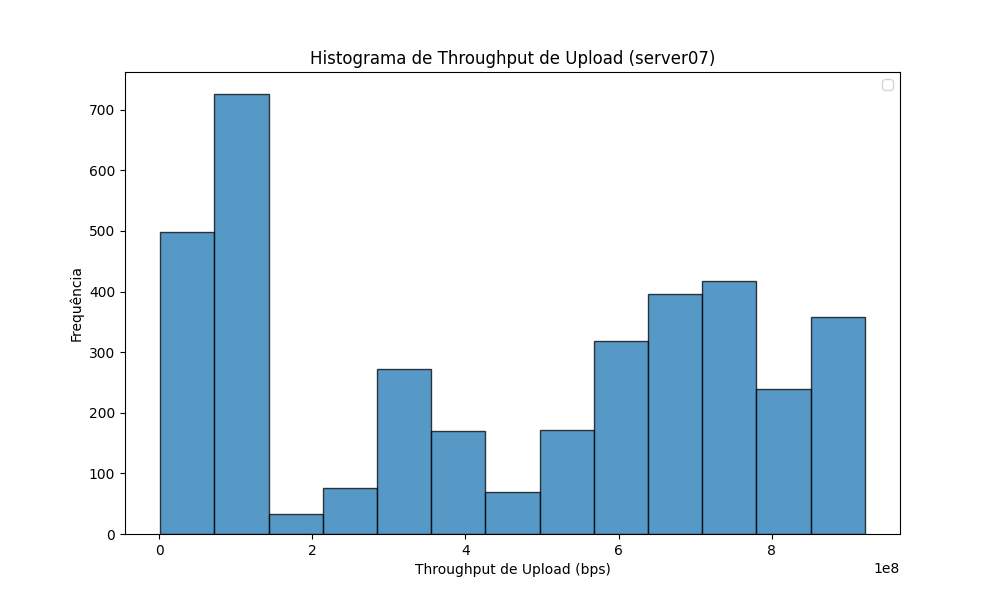 Histograma de Throughput de Upload (server07)
Frequência
700
600
500
400
300
200
100
0
0 2 4 6 8
1e8
Throughput de Upload (bps)